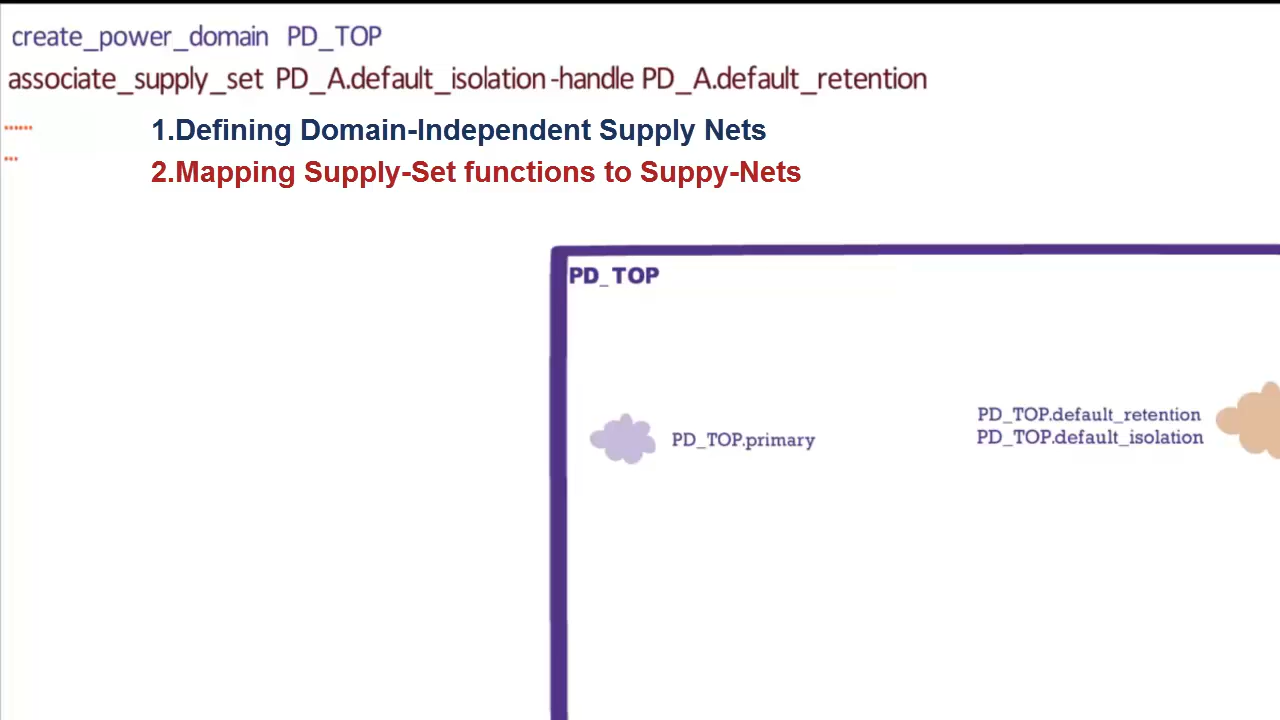 create_power_domain PD_TOP
associate_supply_set PD_A.default_isolation -handle PD_A.default_retention
......
1.Defining Domain-Independent Supply Nets
...
2.Mapping Supply-Set functions to Suppy-Nets
PD_TOP
PD_TOP.primary
PD_TOP.default_retention
PD_TOP.default_isolation